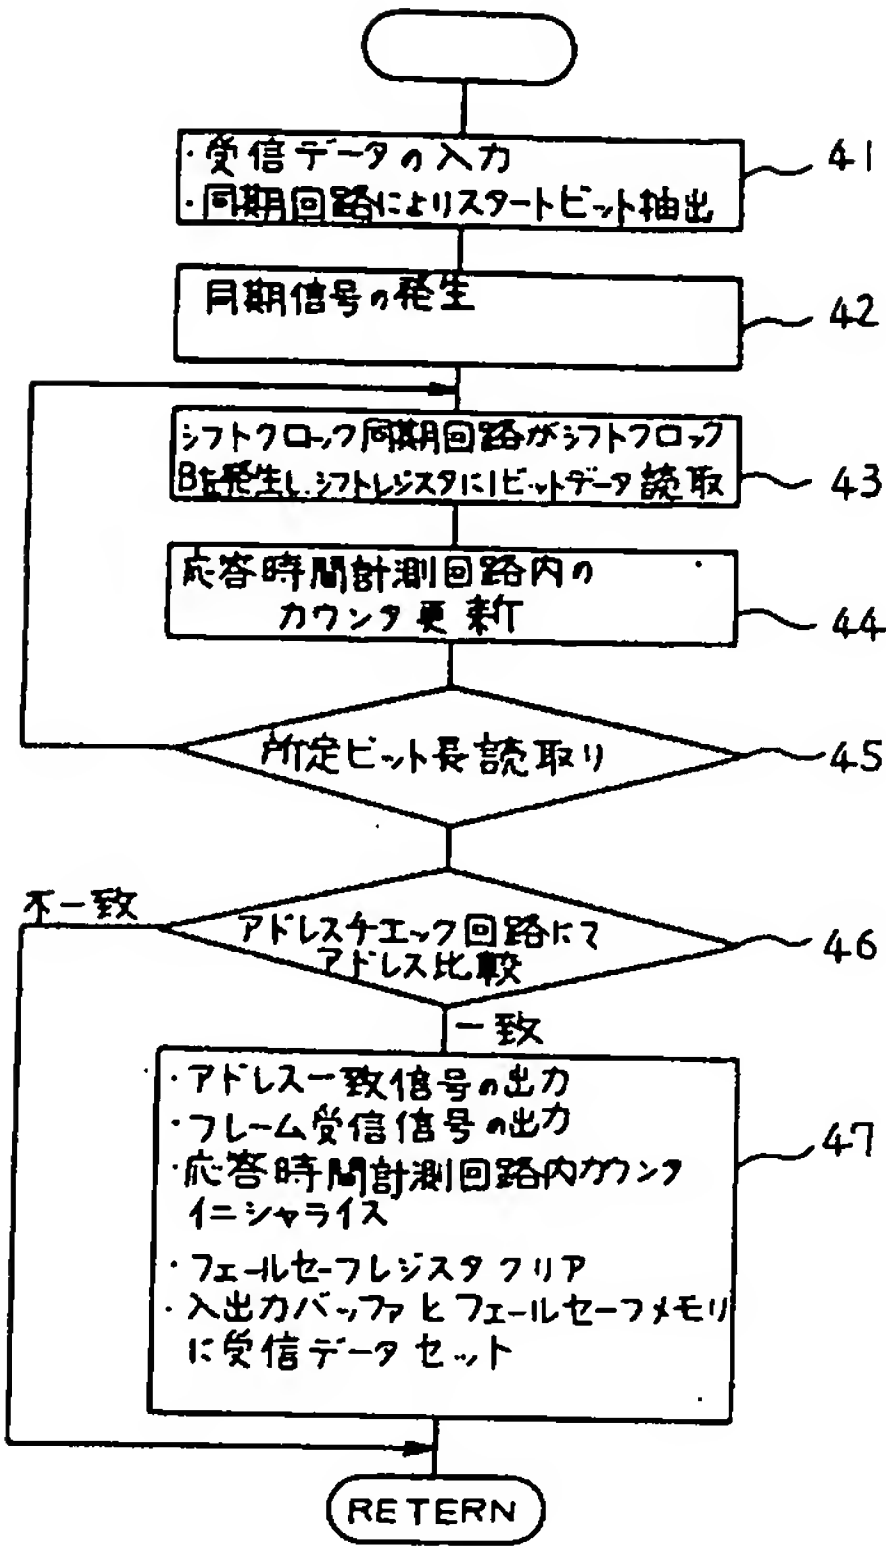 ・受信データの入力
・同期回路によりスタートビット抽出
41
同期信号の発生
42
シフトクロック同期回路がシフトクロック
Bを発生し、シフトレジスタに1ビットデータ読取
43
応答時間計測回路内の
カウンタ更新
44
所定ビット長読取り
45
不一致
アドレスチエック回路にて
アドレス比較
46
一致
・アドレス一致信号の出力
・フレーム受信信号の出力
・応答時間計測回路内カウンタ
イニシャライズ
・フェールセーフレジスタクリア
・入出力バッファとフェールセーフメモリ
に受信データセット
47
RETERN